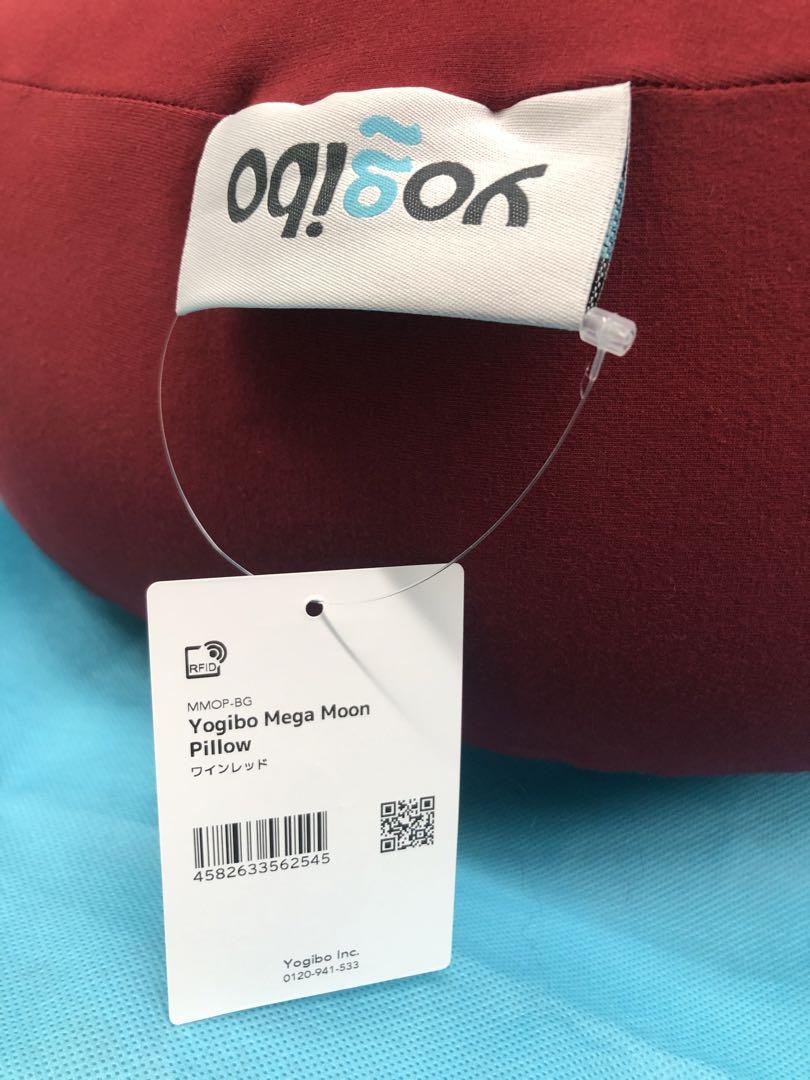 Yogibo
RFID
MMOP-BG
Yogibo Mega Moon
Pillow
ワインレッド
4582633562545
Yogibo Inc.
0120-941-533